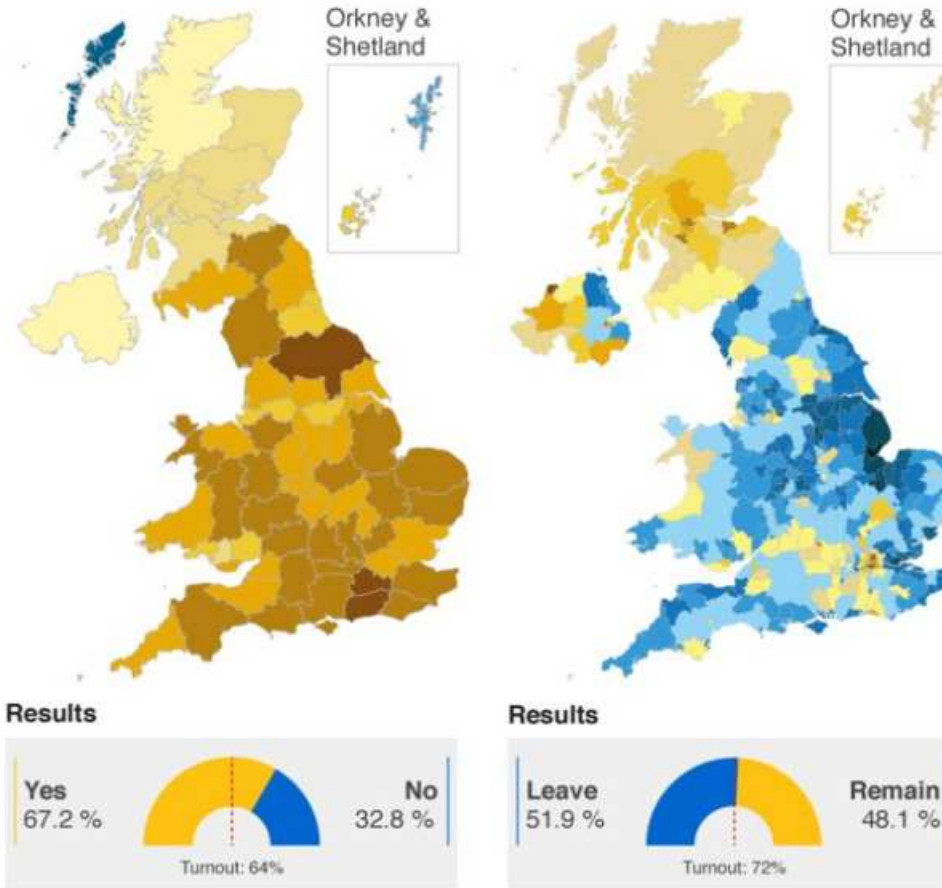 Orkney &
Shetland
Orkney &
Shetland
Results
Yes
67.2 %
No
32.8 %
Turnout: 64%
Results
Leave
51.9 %
Remain
48.1 %
Turnout: 72%